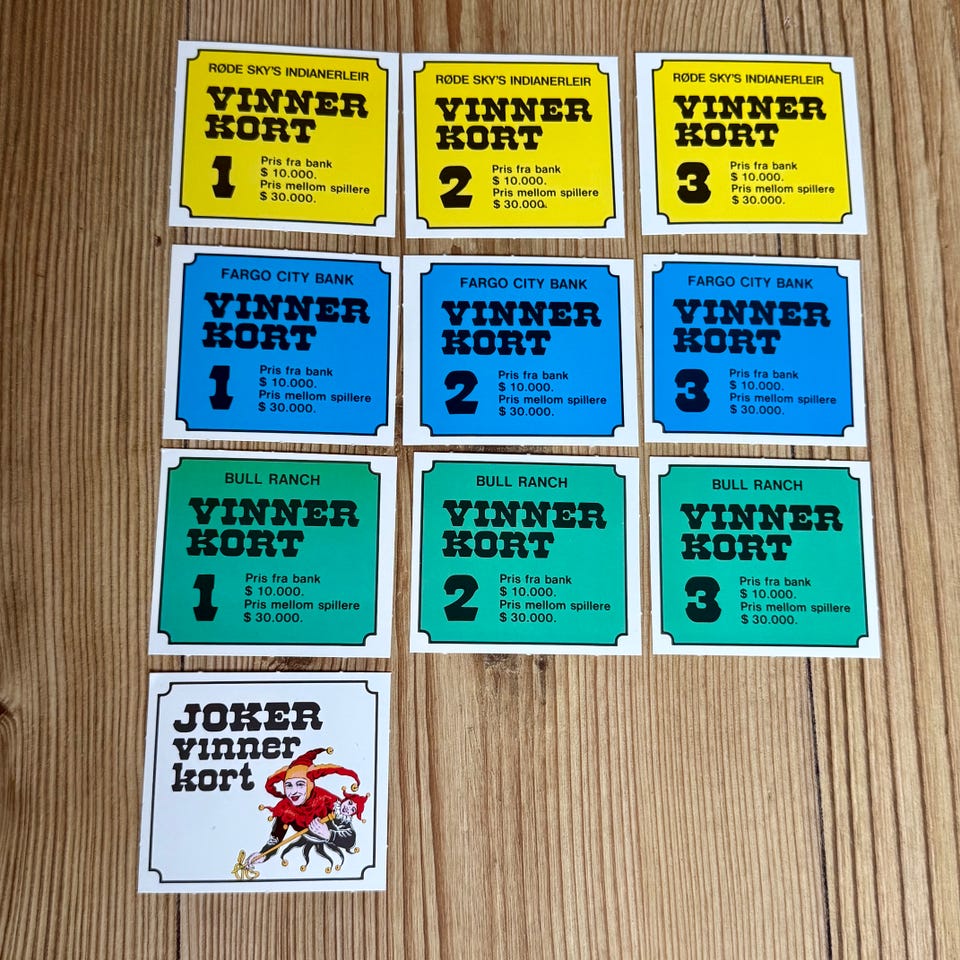 RØDE SKY'S INDIANERLEIR
VINNER
KORT
1
Pris fra bank
$ 10.000.
Pris mellom spillere
$ 30.000.
RØDE SKY'S INDIANERLEIR
VINNER
KORT
2
Pris fra bank
$ 10.000.
Pris mellom spillere
$ 30.000.
RØDE SKY'S INDIANERLEIR
VINNER
KORT
3
Pris fra bank
$ 10.000.
Pris mellom spillere
$ 30.000.
FARGO CITY BANK
VINNER
KORT
1
Pris fra bank
$ 10.000.
Pris mellom spillere
$ 30.000.
FARGO CITY BANK
VINNER
KORT
2
Pris fra bank
$ 10.000.
Pris mellom spillere
$ 30.000.
FARGO CITY BANK
VINNER
KORT
3
Pris fra bank
$ 10.000.
Pris mellom spillere
$ 30.000.
BULL RANCH
VINNER
KORT
1
Pris fra bank
$ 10.000.
Pris mellom spillere
$ 30.000.
BULL RANCH
VINNER
KORT
2
Pris fra bank
$ 10.000.
Pris mellom spillere
$ 30.000.
BULL RANCH
VINNER
KORT
3
Pris fra bank
$ 10.000.
Pris mellom spillere
$ 30.000.
JOKER
vinner
kort